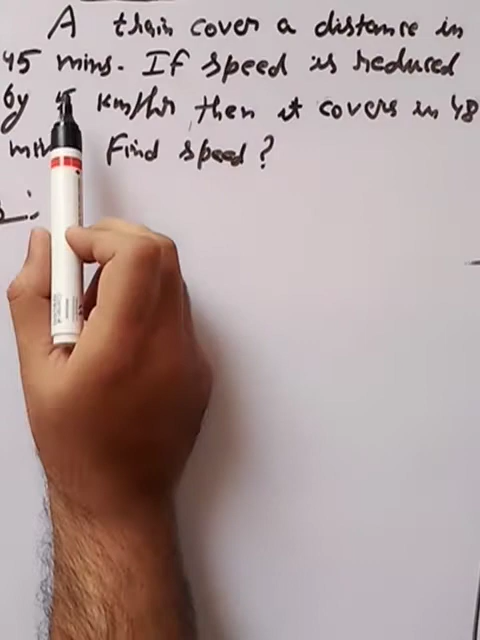 A train cover a distance in
45 mins. If speed is reduced
by 5 Km/hr then it covers in 48
Find speed?